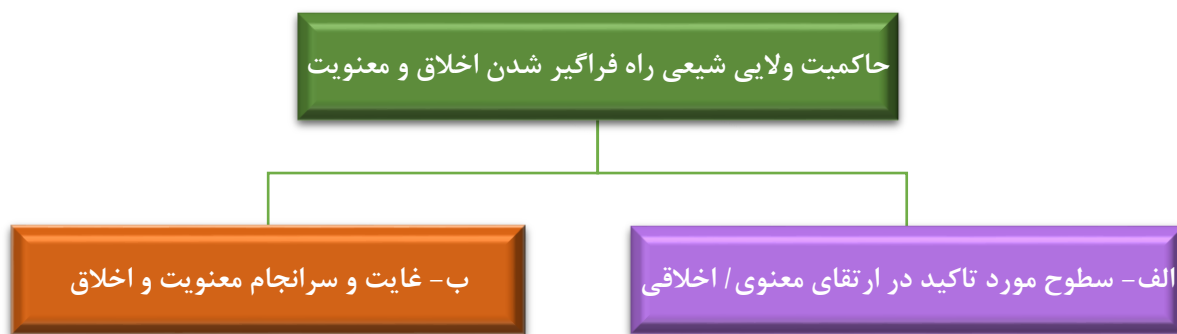 حاکمیت ولایی شیعی راه فراگیر شدن اخلاق و معنویت
الف- سطوح مورد تاکید در ارتقای معنوی/ اخلاقی
ب- غایت و سرانجام معنویت و اخلاق